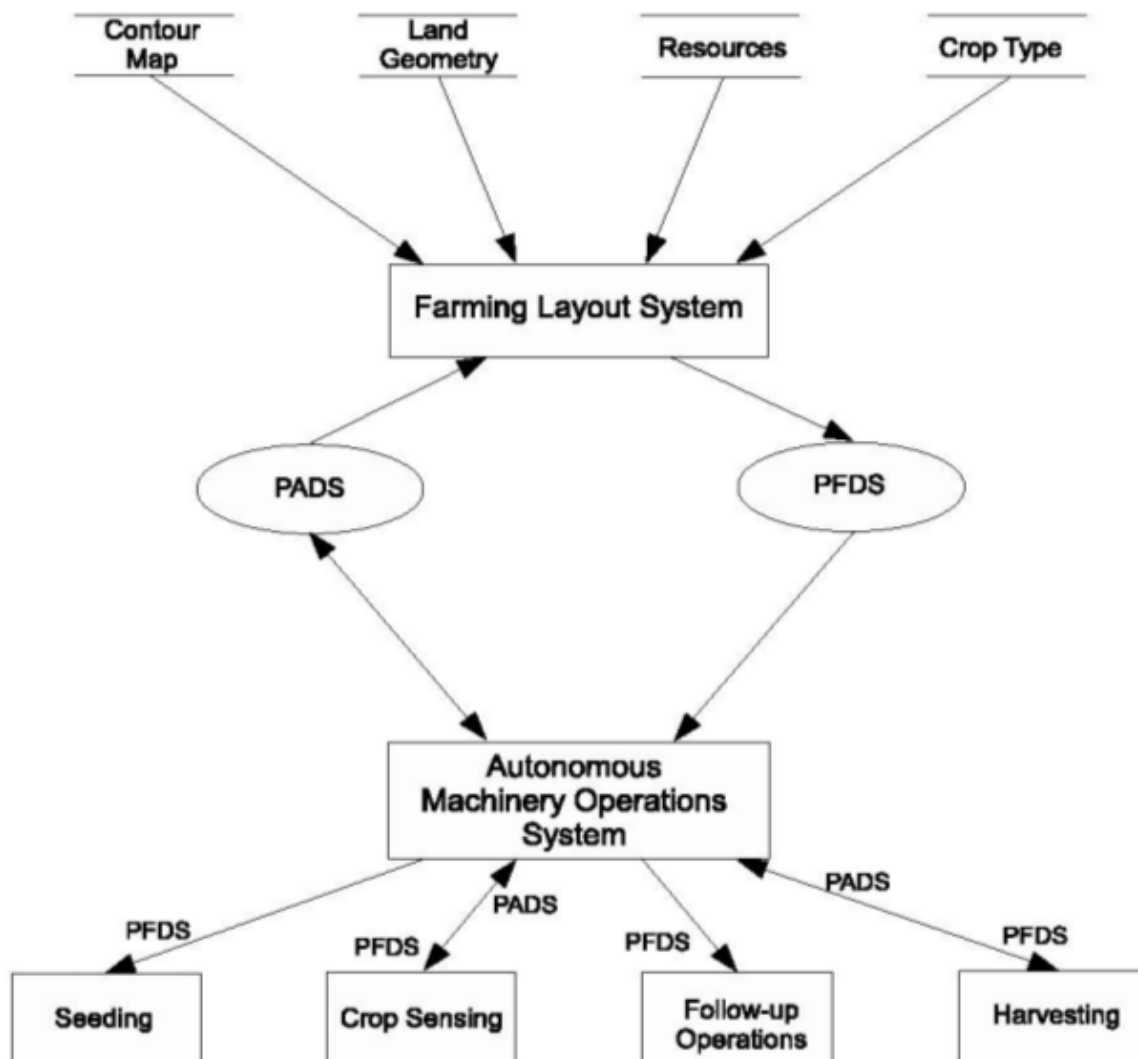 Contour
Map
Land
Geometry
Resources
Crop Type
Farming Layout System
PADS
PFDS
Autonomous
Machinery Operations
System
PFDS
PFDS
PADS
PFDS
PADS
PFDS
Seeding
Crop Sensing
Follow-up
Operations
Harvesting